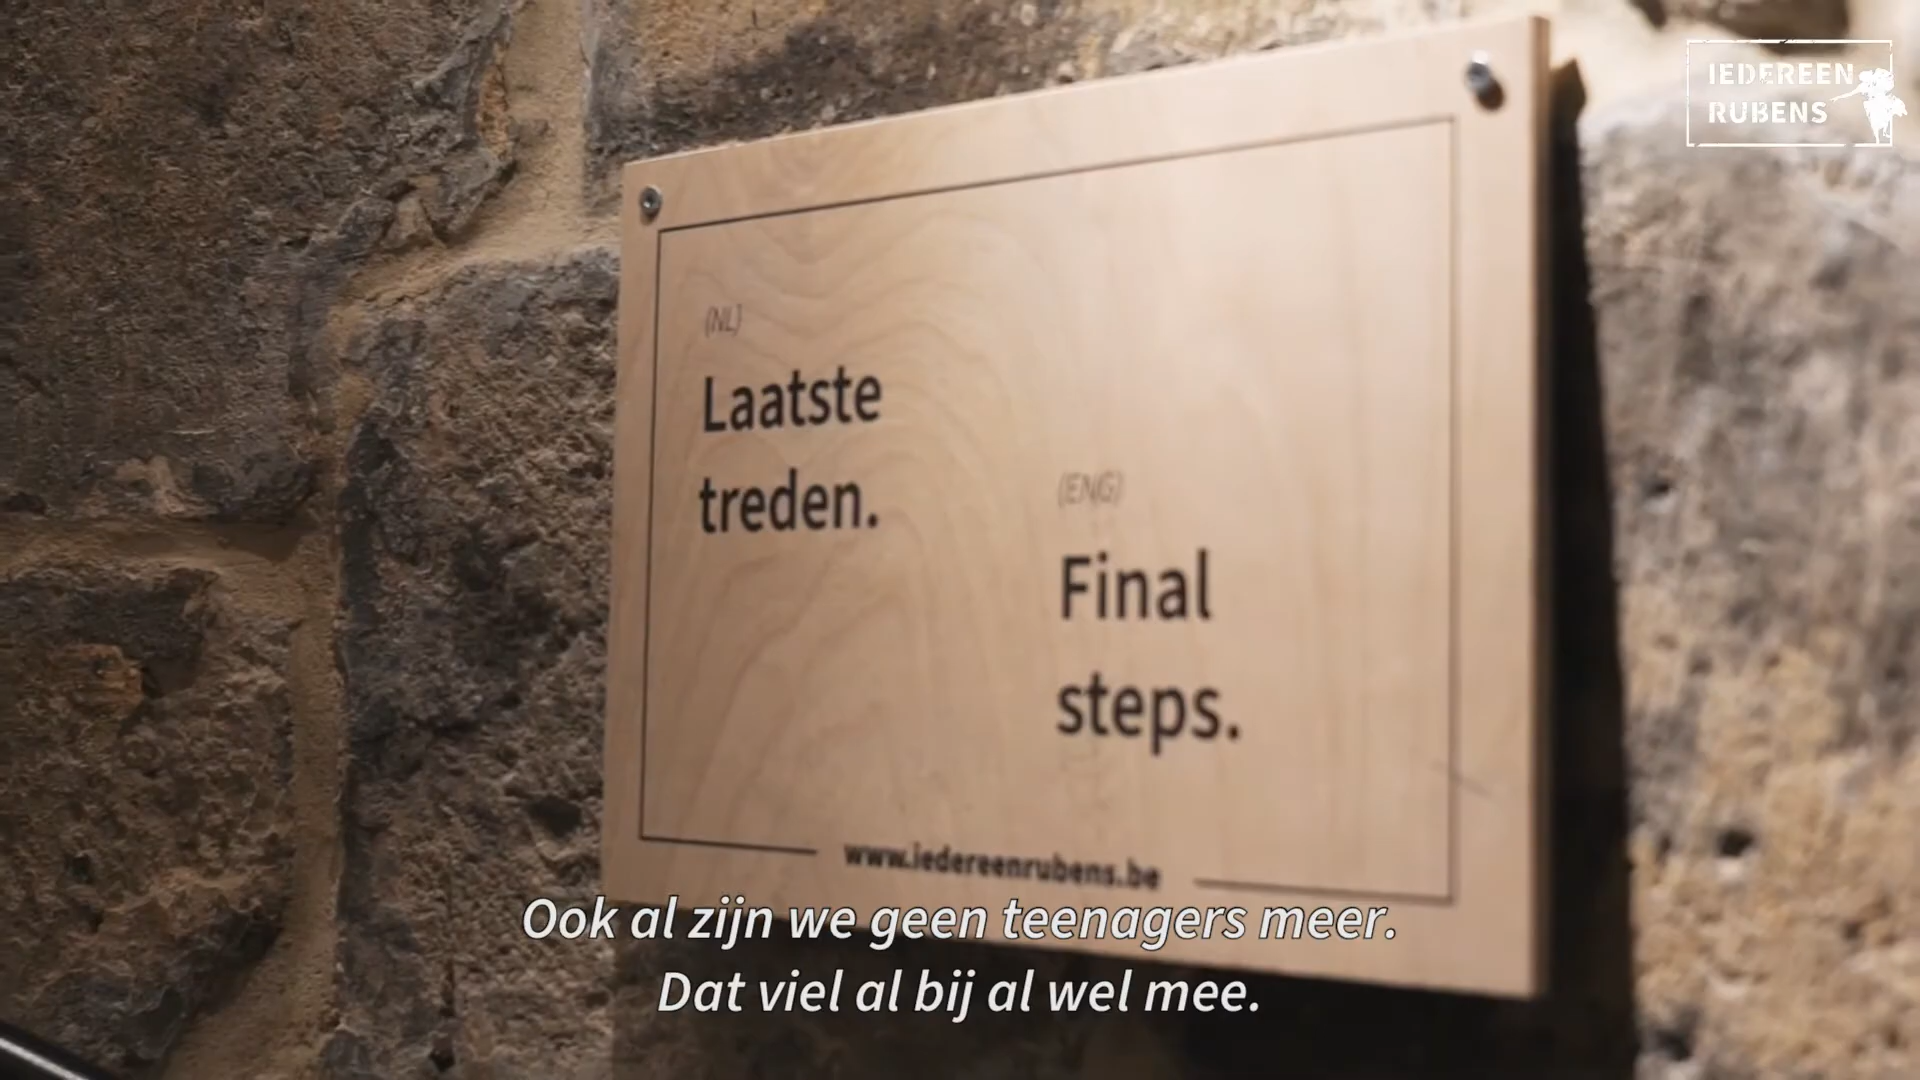 IEDEREEN
RUBENS
(NL)
Laatste
treden.
(ENG)
Final
steps.
www.iedereenrubens.be
Ook al zijn we geen teenagers meer.
Dat viel al bij al wel mee.